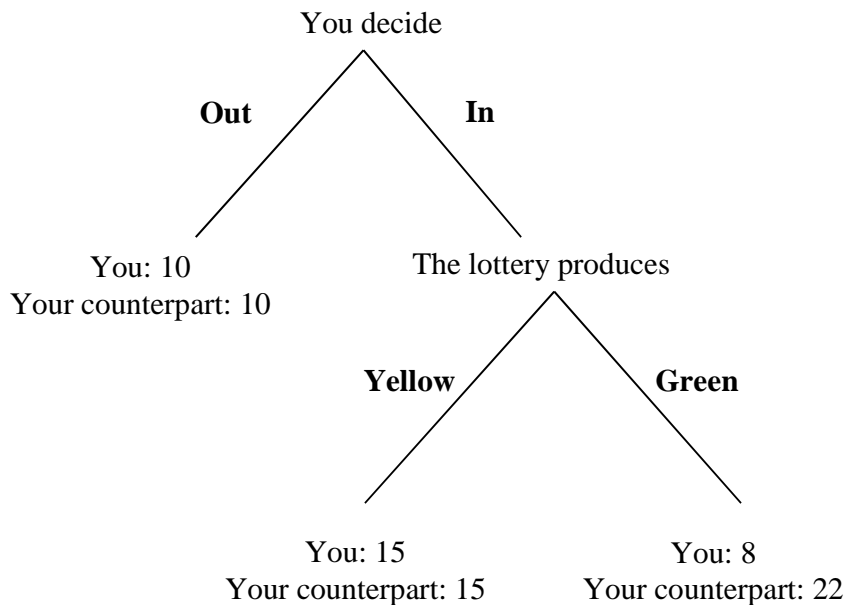 You decide
Out
In
You: 10
Your counterpart: 10
The lottery produces
Yellow
Green
You: 15
Your counterpart: 15
You: 8
Your counterpart: 22